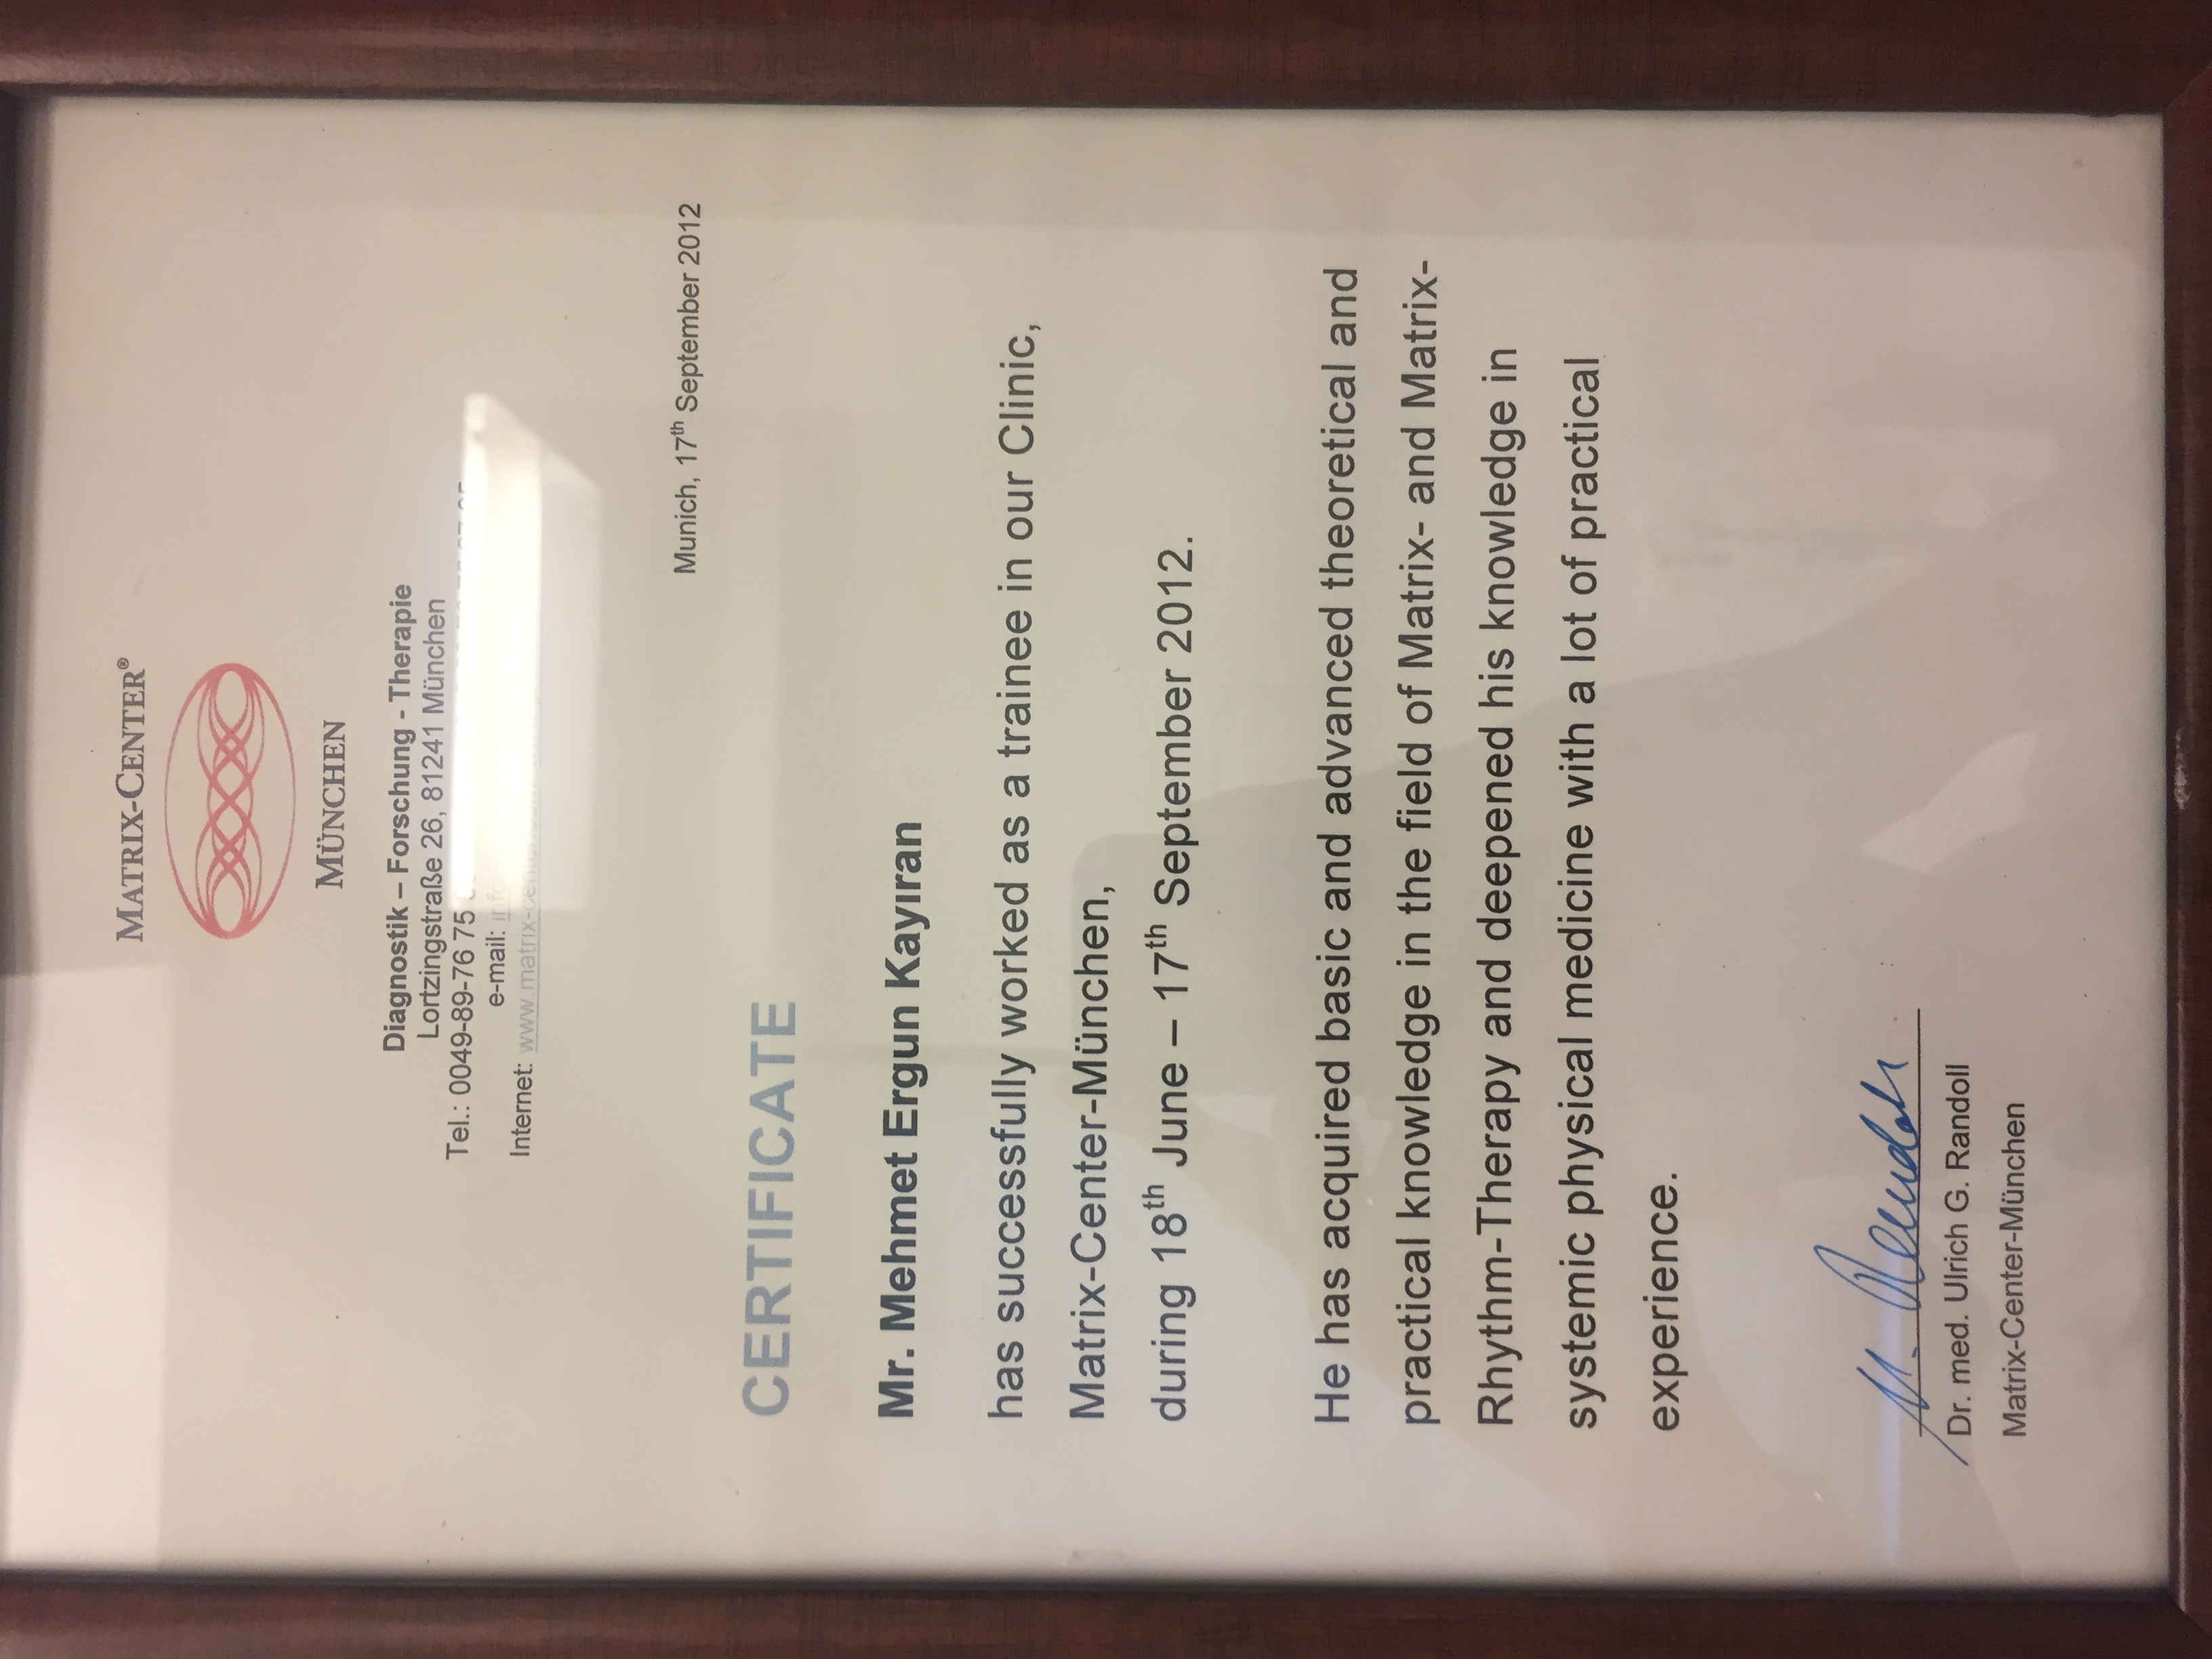 MATRIX-CENTER®
MÜNCHEN
Diagnostik – Forschung - Therapie
Lortzingstraße 26, 81241 München
Tel.: 0049-89-76 75
e-mail:
Internet:
Munich, 17th September 2012
CERTIFICATE
Mr. Mehmet Ergun Kayıran
has successfully worked as a trainee in our Clinic,
Matrix-Center-München,
during 18th June – 17th September 2012.
He has acquired basic and advanced theoretical and
practical knowledge in the field of Matrix- and Matrix-
Rhythm-Therapy and deepened his knowledge in
systemic physical medicine with a lot of practical
experience.
Dr. med. Ulrich G. Randoll
Matrix-Center-München